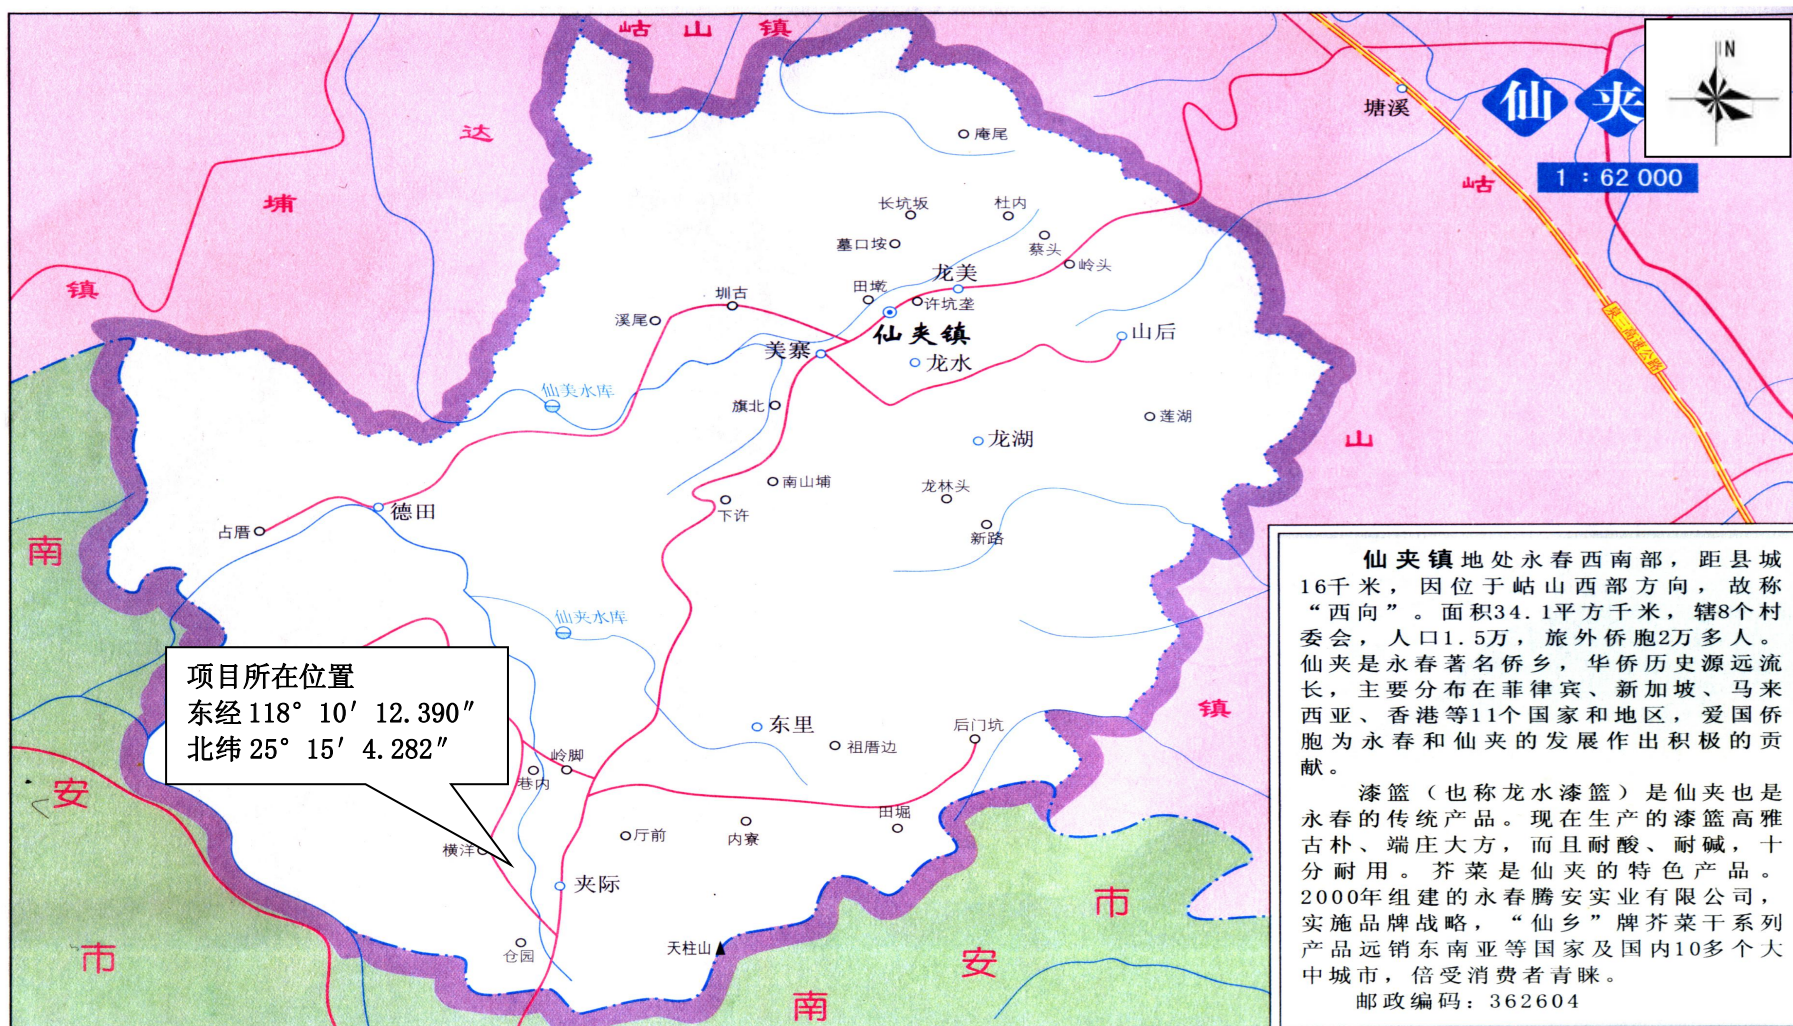 岵山镇
N
仙夹
1：62 000
达
埔
镇
塘溪
岵
山
镇
泉三高速公路
庵尾
长坑坂
杜内
墓口垵
蔡头
岭头
龙美
田墘
许坑垄
圳古
溪尾
仙夹镇
山后
美寨
龙水
仙美水库
旗北
莲湖
龙湖
南山埔
龙林头
下许
新路
占厝
德田
仙夹水库
项目所在位置
东经 118° 10′ 12.390″
北纬 25° 15′ 4.282″
东里
祖厝边
后门坑
岭脚
巷内
田堀
内寮
厅前
横洋
夹际
仓园
天柱山
南
安
市
南
安
市
仙夹镇地处永春西南部，距县城
16千米，因位于岵山西部方向，故称
“西向”。面积34.1平方千米，辖8个村
委会，人口1.5万，旅外侨胞2万多人。
仙夹是永春著名侨乡，华侨历史源远流
长，主要分布在菲律宾、新加坡、马来
西亚、香港等11个国家和地区，爱国侨
胞为永春和仙夹的发展作出积极的贡
献。
漆篮（也称龙水漆篮）是仙夹也是
永春的传统产品。现在生产的漆篮高雅
古朴、端庄大方，而且耐酸、耐碱，十
分耐用。芥菜是仙夹的特色产品。
2000年组建的永春腾安实业有限公司，
实施品牌战略，“仙乡”牌芥菜干系列
产品远销东南亚等国家及国内10多个大
中城市，倍受消费者青睐。
邮政编码：362604